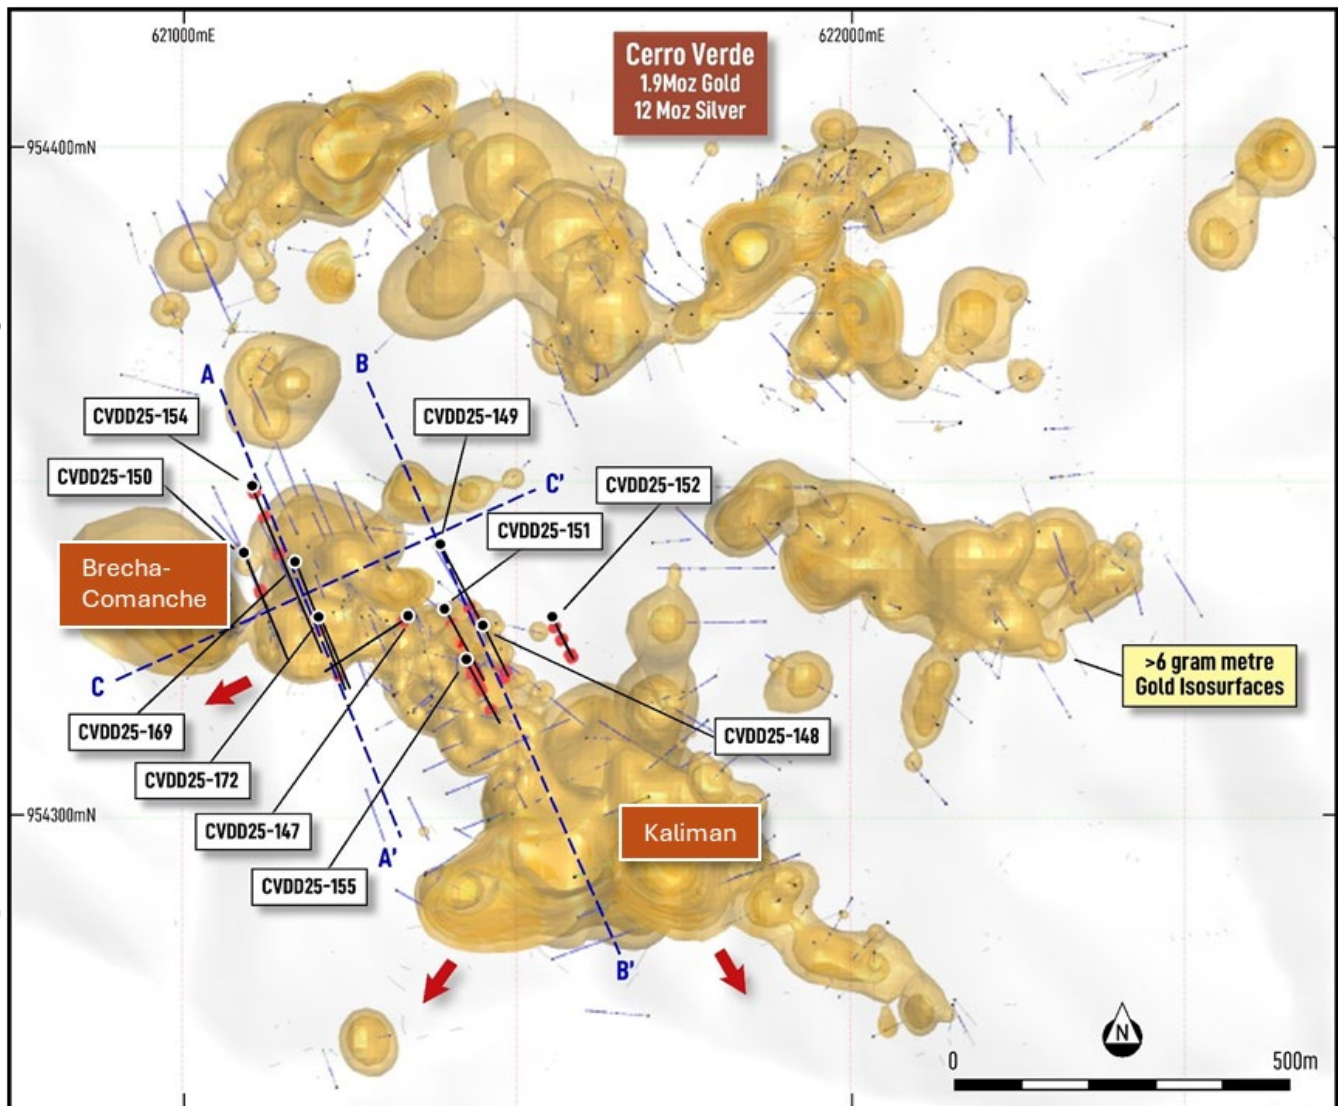 621000mE
622000mE
Cerro Verde
1.9Moz Gold
12 Moz Silver
954400mN
A
B
CVDD25-154
CVDD25-149
CVDD25-150
C'
CVDD25-152
CVDD25-151
Brecha-
Comanche
C
>6 gram metre
Gold Isosurfaces
CVDD25-169
CVDD25-148
CVDD25-172
954300mN
CVDD25-147
Kaliman
A'
CVDD25-155
B'
N
0
500m